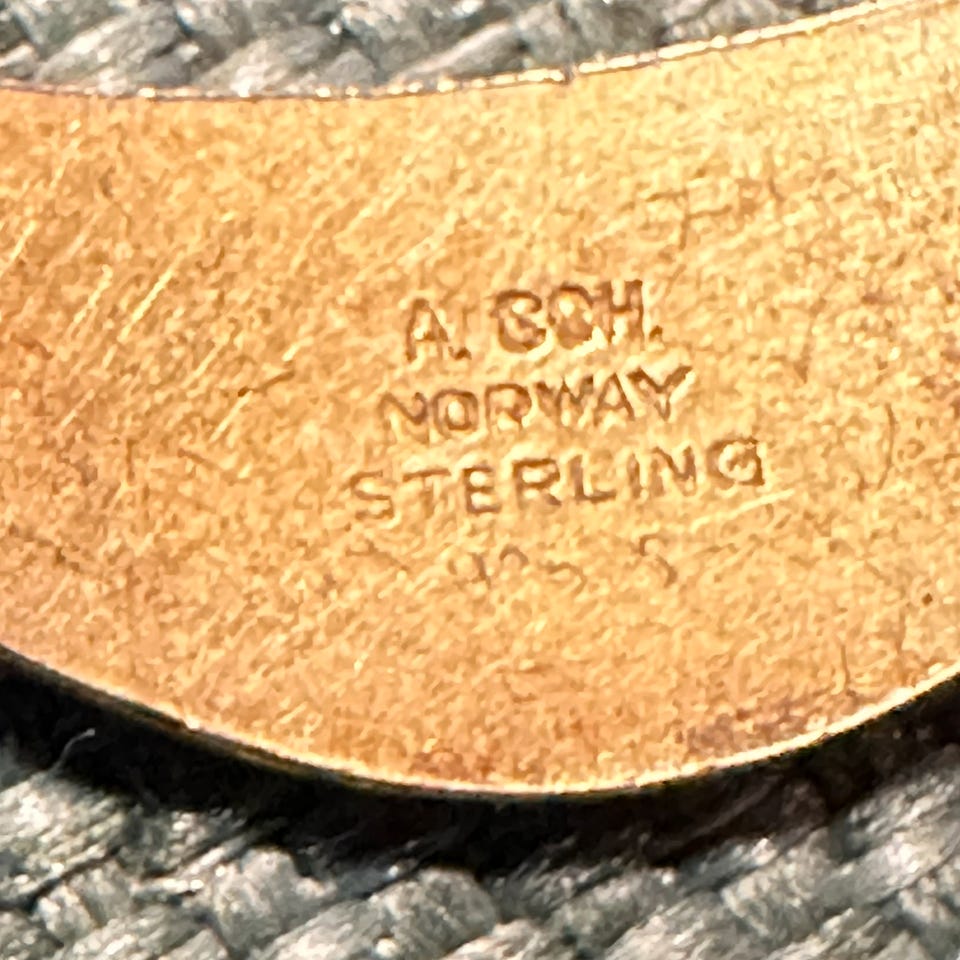 A. SCH.
NORWAY
STERLING